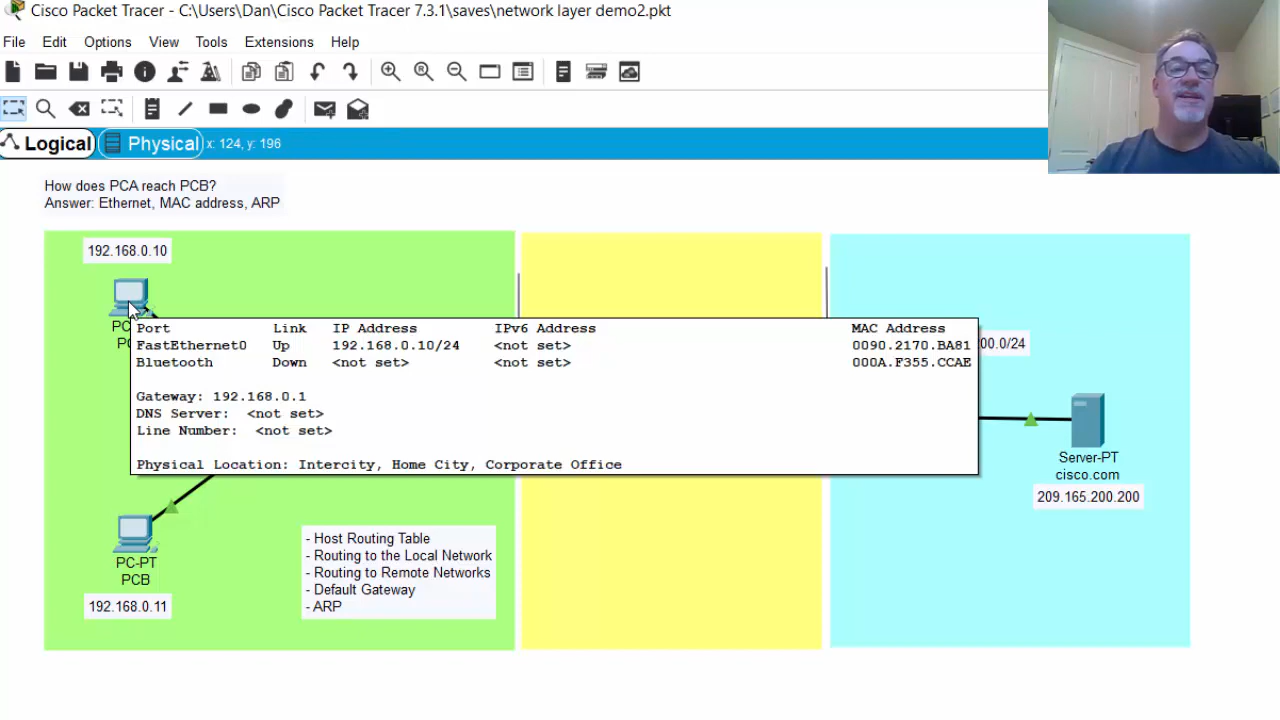 Cisco Packet Tracer - C:\Users\Dan\Cisco Packet Tracer 7.3.1\saves\network layer demo2.pkt
File Edit Options View Tools Extensions Help
Logical Physical x: 124, y: 196
How does PCA reach PCB?
Answer: Ethernet, MAC address, ARP
192.168.0.10
Port Link IP Address IPv6 Address MAC Address
FastEthernet0 Up 192.168.0.10/24 <not set> 0090.2170.BA81
Bluetooth Down <not set> <not set> 000A.F355.CCAE
Gateway: 192.168.0.1
DNS Server: <not set>
Line Number: <not set>
Physical Location: Intercity, Home City, Corporate Office
00.0/24
Server-PT
cisco.com
209.165.200.200
PC-PT
PCB
192.168.0.11
- Host Routing Table
- Routing to the Local Network
- Routing to Remote Networks
- Default Gateway
- ARP